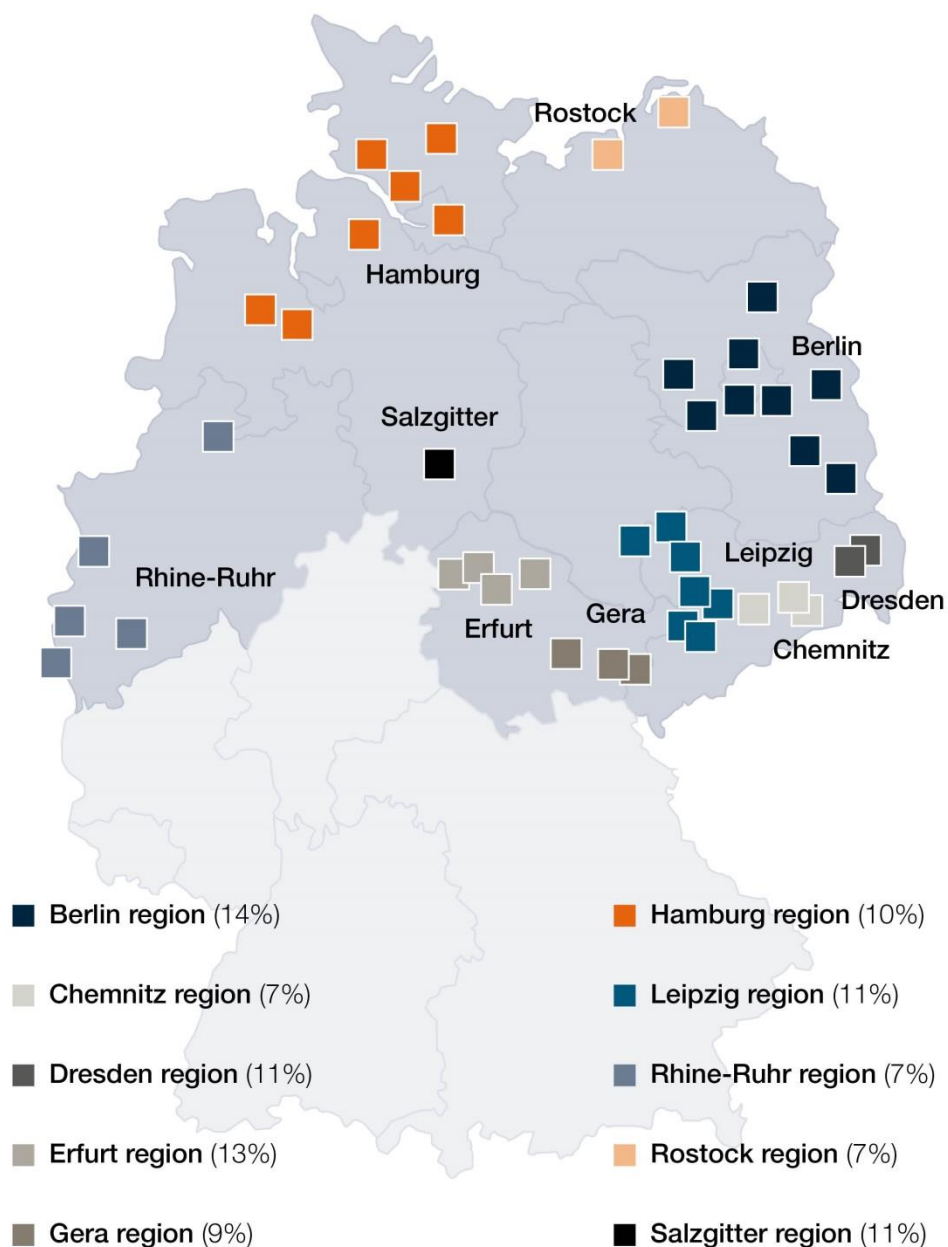 Rostock
Hamburg
Berlin
Salzgitter
Leipzig
Rhine-Ruhr
Dresden
Gera
Erfurt
Chemnitz
Berlin region (14%)
Hamburg region (10%)
Chemnitz region (7%)
Leipzig region (11%)
Dresden region (11%)
Rhine-Ruhr region (7%)
Erfurt region (13%)
Rostock region (7%)
Gera region (9%)
Salzgitter region (11%)